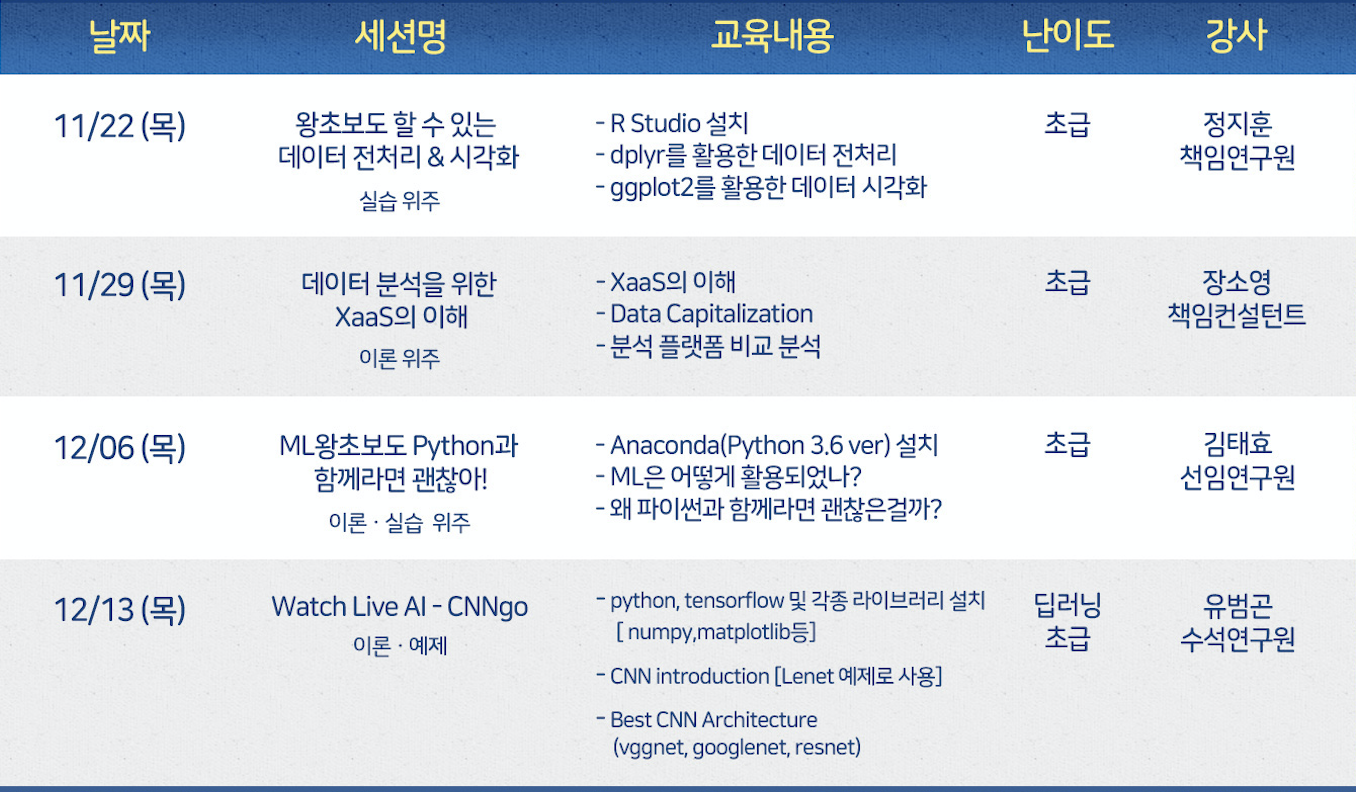 날짜 세션명 교육내용 난이도 강사
11/22 (목)
왕초보도 할 수 있는
데이터 전처리 & 시각화
실습 위주
- R Studio 설치
- dplyr를 활용한 데이터 전처리
- ggplot2를 활용한 데이터 시각화
초급
정지훈
책임연구원
11/29 (목)
데이터 분석을 위한
XaaS의 이해
이론 위주
- XaaS의 이해
- Data Capitalization
- 분석 플랫폼 비교 분석
초급
장소영
책임컨설턴트
12/06 (목)
ML왕초보도 Python과
함께라면 괜찮아!
이론 · 실습 위주
- Anaconda(Python 3.6 ver) 설치
- ML은 어떻게 활용되었나?
- 왜 파이썬과 함께라면 괜찮은걸까?
초급
김태효
선임연구원
12/13 (목)
Watch Live AI - CNNgo
이론 · 예제
- python, tensorflow 및 각종 라이브러리 설치
[ numpy,matplotlib등]
- CNN introduction [Lenet 예제로 사용]
- Best CNN Architecture
(vggnet, googlenet, resnet)
딥러닝
초급
유범곤
수석연구원